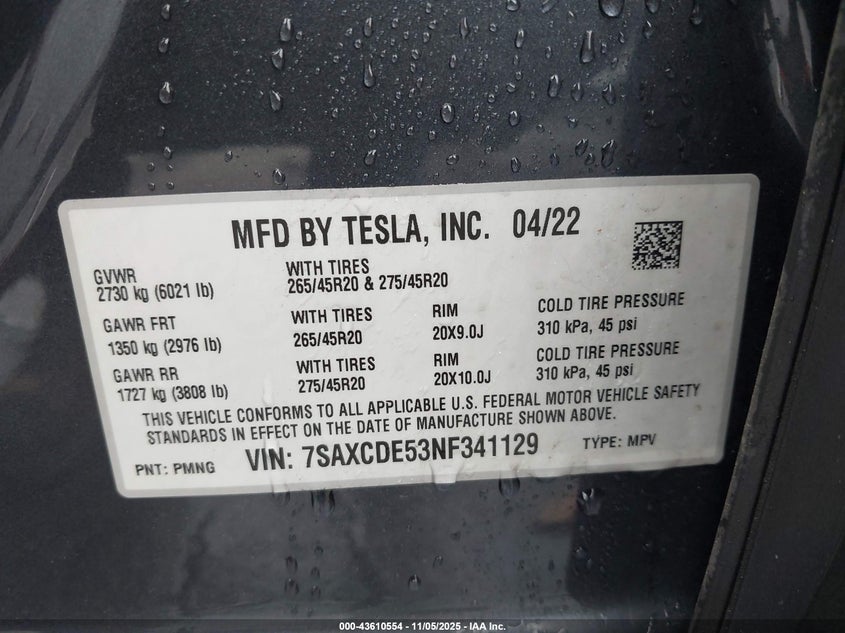 MFD BY TESLA, INC. 04/22
GVWR
2730 kg (6021 lb)
WITH TIRES
265/45R20 & 275/45R20
GAWR FRT
1350 kg (2976 lb)
WITH TIRES
265/45R20
RIM
20X9.0J
COLD TIRE PRESSURE
310 kPa, 45 psi
GAWR RR
1727 kg (3808 lb)
WITH TIRES
275/45R20
RIM
20X10.0J
COLD TIRE PRESSURE
310 kPa, 45 psi
THIS VEHICLE CONFORMS TO ALL APPLICABLE U.S. FEDERAL MOTOR VEHICLE SAFETY
STANDARDS IN EFFECT ON THE DATE OF MANUFACTURE SHOWN ABOVE.
PNT: PMNG VIN: 7SAXCDE53NF341129 TYPE: MPV
000-43610554 - 11/05/2025 - IAA Inc.